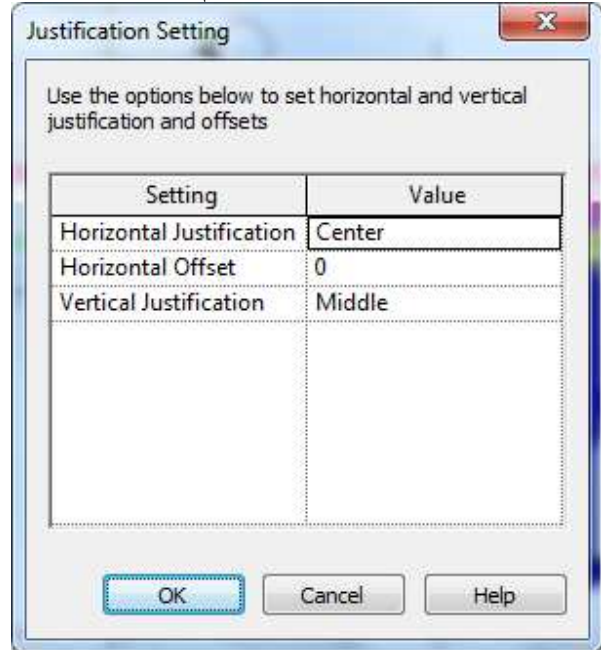 Justification Setting
Use the options below to set horizontal and vertical
justification and offsets
Setting Value
Horizontal Justification Center
Horizontal Offset 0
Vertical Justification Middle
OK Cancel Help